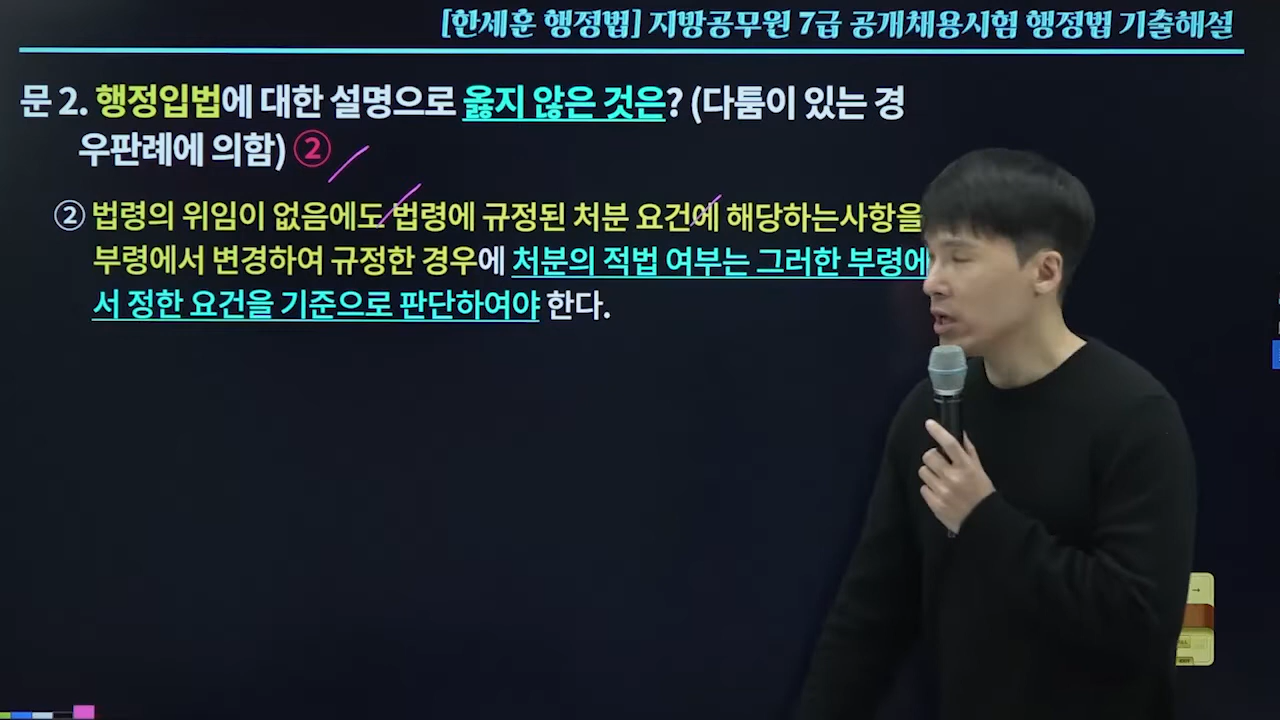 [한세훈 행정법] 지방공무원 7급 공개채용시험 행정법 기출해설
문 2. 행정입법에 대한 설명으로 옳지 않은 것은? (다툼이 있는 경
우판례에 의함) ②
② 법령의 위임이 없음에도 법령에 규정된 처분 요건에 해당하는사항을
부령에서 변경하여 규정한 경우에 처분의 적법 여부는 그러한 부령에
서 정한 요건을 기준으로 판단하여야 한다.